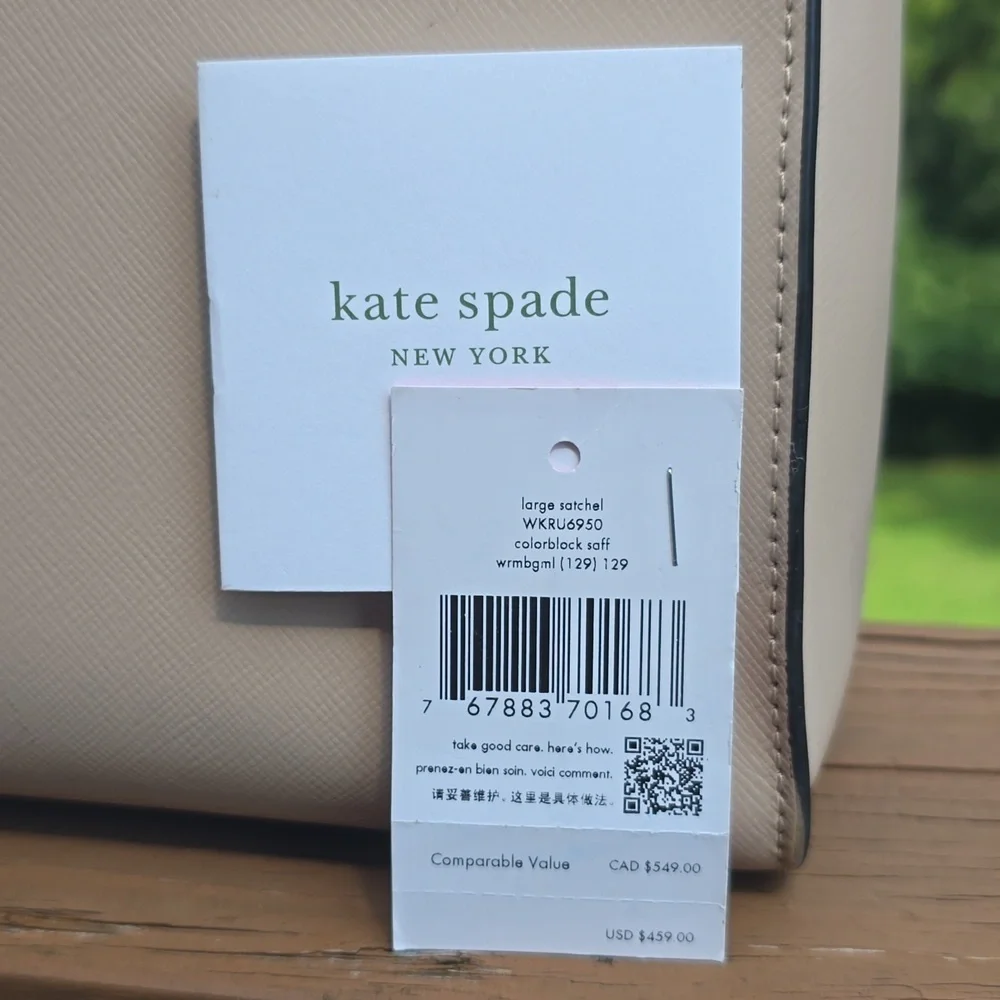 kate spade
NEW YORK
large satchel
WKRU6950
colorblock saff
wrmbgml (129) 129
7 67883 70168 3
take good care. here's how.
prenez-en bien soin. voici comment.
请妥善维护。这里是具体做法。
Comparable Value CAD $549.00
USD $459.00